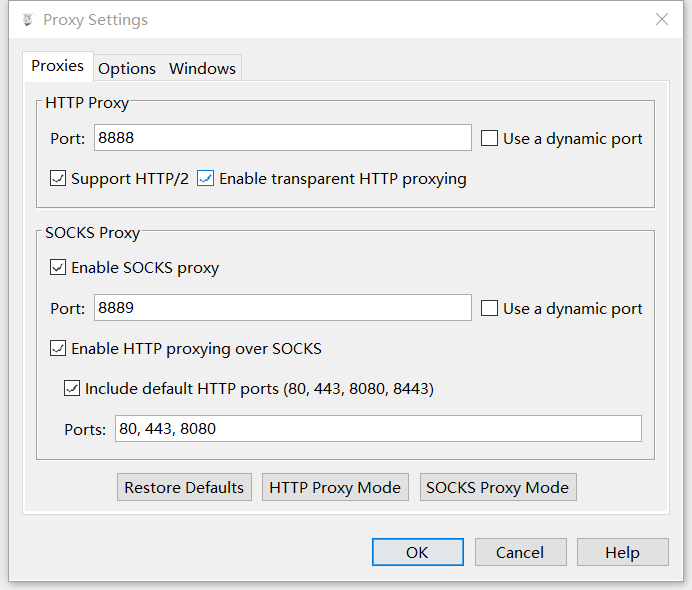 Proxy Settings
Proxies Options Windows
HTTP Proxy
Port: 8888 Use a dynamic port
Support HTTP/2 Enable transparent HTTP proxying
SOCKS Proxy
Enable SOCKS proxy
Port: 8889 Use a dynamic port
Enable HTTP proxying over SOCKS
Include default HTTP ports (80, 443, 8080, 8443)
Ports: 80, 443, 8080
Restore Defaults HTTP Proxy Mode SOCKS Proxy Mode
OK Cancel Help